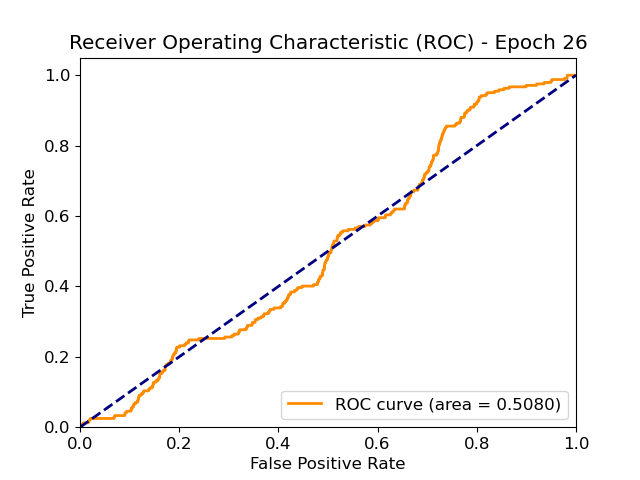 Receiver Operating Characteristic (ROC) - Epoch 26
True Positive Rate
1.0
0.8
0.6
0.4
0.2
0.0
ROC curve (area = 0.5080)
0.0 0.2 0.4 0.6 0.8 1.0
False Positive Rate